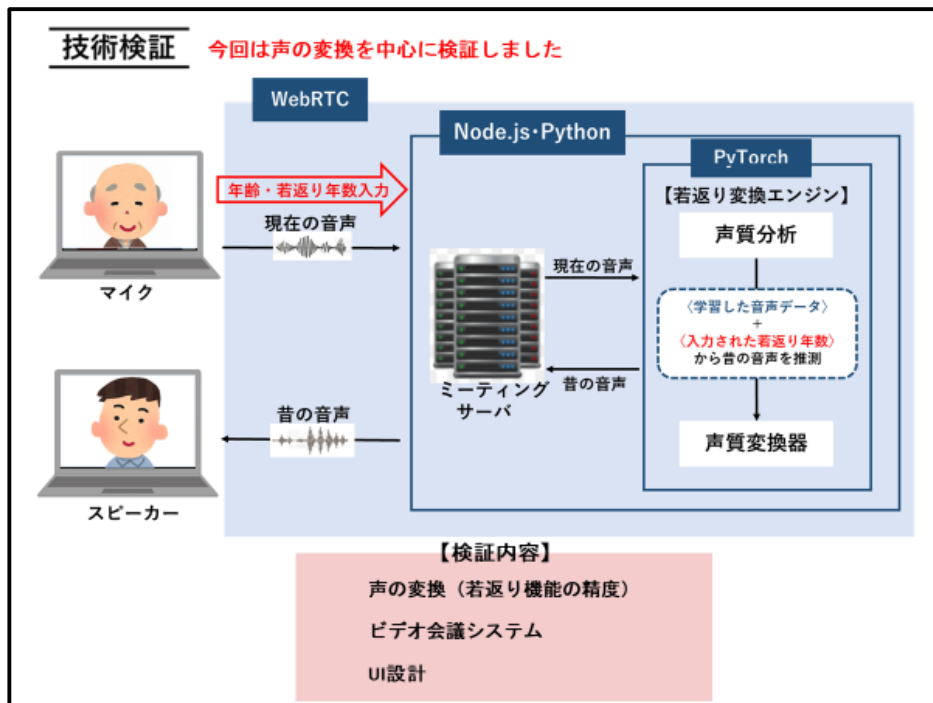 技術検証
今回は声の変換を中心に検証しました
WebRTC
Node.js・Python
PyTorch
年齢・若返り年数入力
現在の音声
マイク
【若返り変換エンジン】
声質分析
現在の音声
〈学習した音声データ〉
+
〈入力された若返り年数〉
から昔の音声を推測
昔の音声
ミーティング
サーバ
昔の音声
声質変換器
スピーカー
【検証内容】
声の変換（若返り機能の精度）
ビデオ会議システム
UI設計